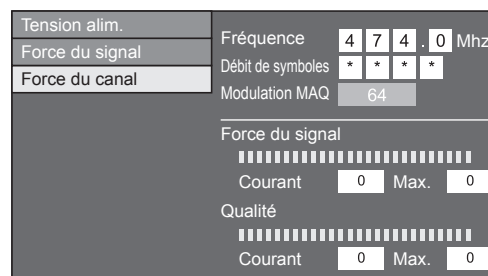 Tension alim.
Force du signal
Force du canal
Fréquence 4 7 4 . 0 Mhz
Débit de symboles * * * *
Modulation MAQ 64
Force du signal
Courant 0 Max. 0
Qualité
Courant 0 Max. 0